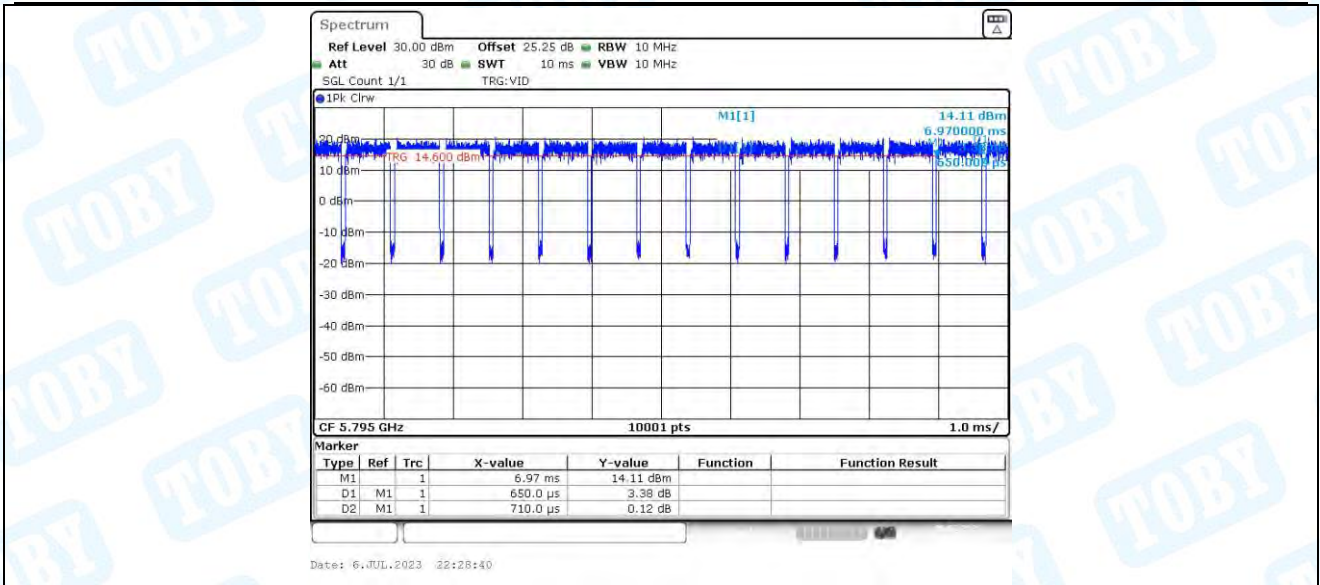 Spectrum
Ref Level 30.00 dBm Offset 25.25 dB RBW 10 MHz
Att 30 dB SWT 10 ms VBW 10 MHz
SGL Count 1/1 TRG:VID
1Pk Clrw
M1[1] 14.11 dBm
6.970000 ms
20 dBm
TRG 14.600 dBm
10 dBm
0 dBm
-10 dBm
-20 dBm
-30 dBm
-40 dBm
-50 dBm
-60 dBm
CF 5.795 GHz 10001 pts 1.0 ms/
Marker
Type Ref Trc X-value Y-value Function Function Result
M1 1 6.97 ms 14.11 dBm
D1 M1 1 650.0 µs 3.38 dB
D2 M1 1 710.0 µs 0.12 dB
Date: 6.JUL.2023 22:28:40
TOBY